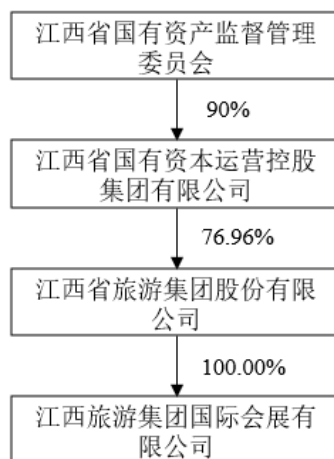 江西省国有资产监督管理
委员会
90%
江西省国有资本运营控股
集团有限公司
76.96%
江西省旅游集团股份有限
公司
100.00%
江西旅游集团国际会展有
限公司